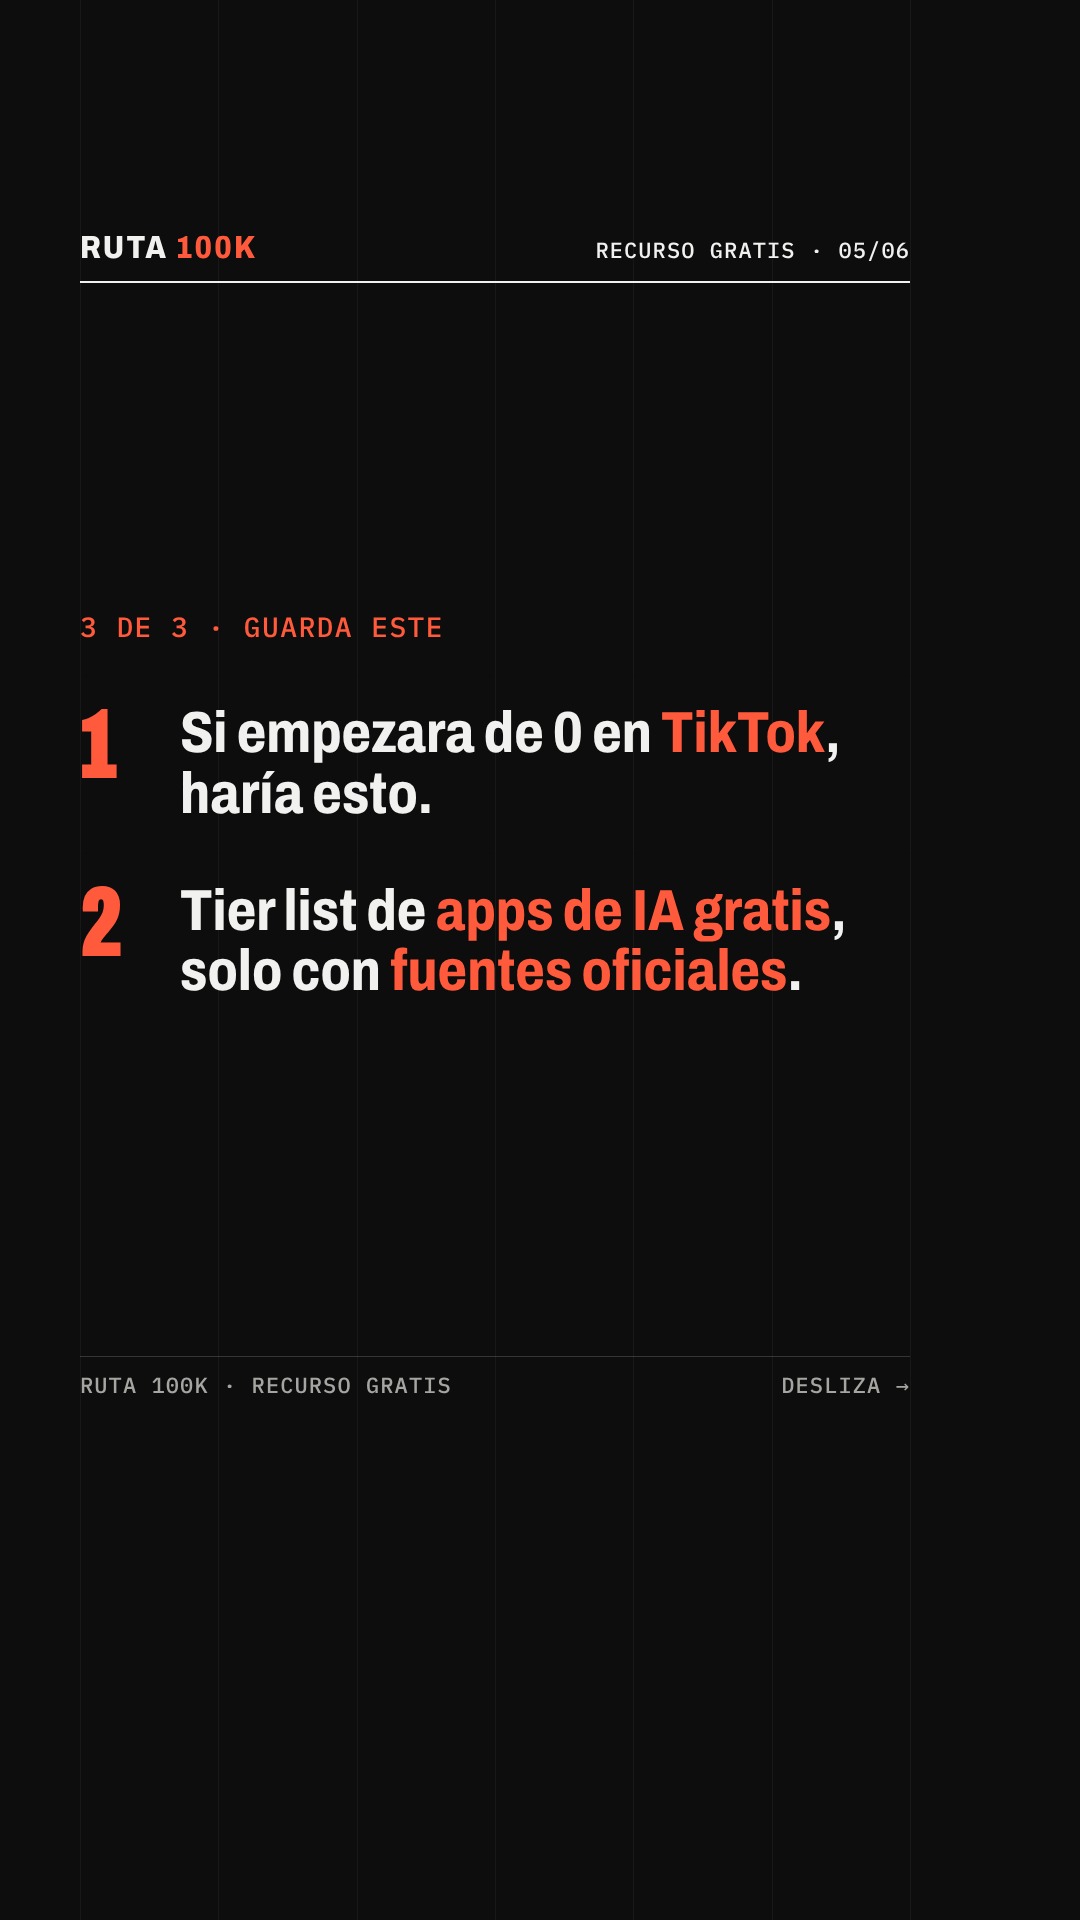 RUTA 100K
RECURSO GRATIS · 05/06
3 DE 3 · GUARDA ESTE
1
Si empezara de 0 en TikTok,
haría esto.
2
Tier list de apps de IA gratis,
solo con fuentes oficiales.
RUTA 100K · RECURSO GRATIS
DESLIZA →